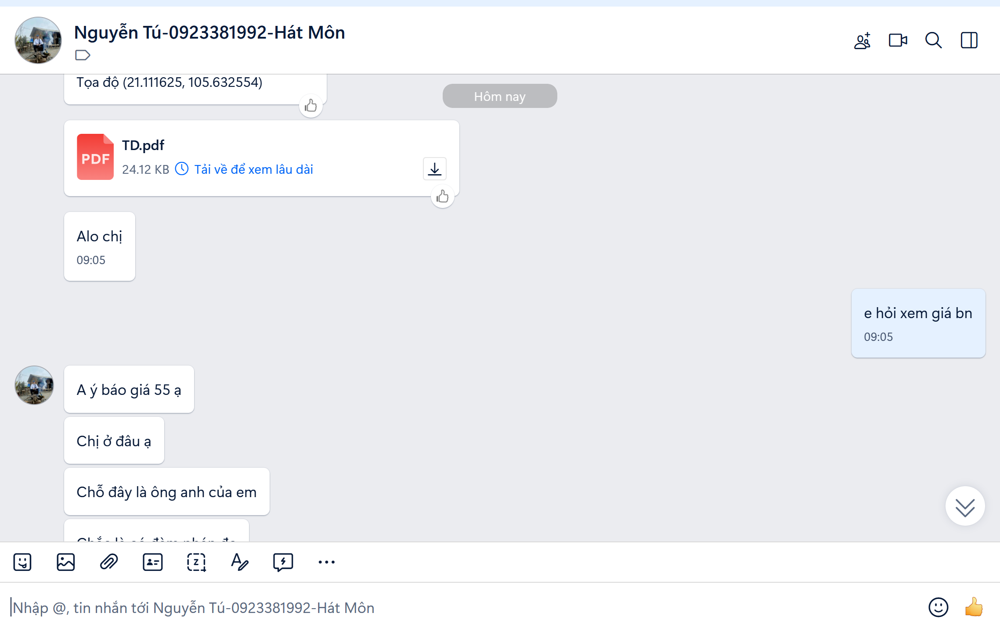 Nguyễn Tú-0923381992-Hát Môn
Tọa độ (21.111625, 105.632554)
Hôm nay
PDF
TD.pdf
24.12 KB Tải về để xem lâu dài
Alo chị
09:05
e hỏi xem giá bn
09:05
A ý báo giá 55 ạ
Chị ở đâu ạ
Chỗ đây là ông anh của em
Nhập @, tin nhắn tới Nguyễn Tú-0923381992-Hát Môn